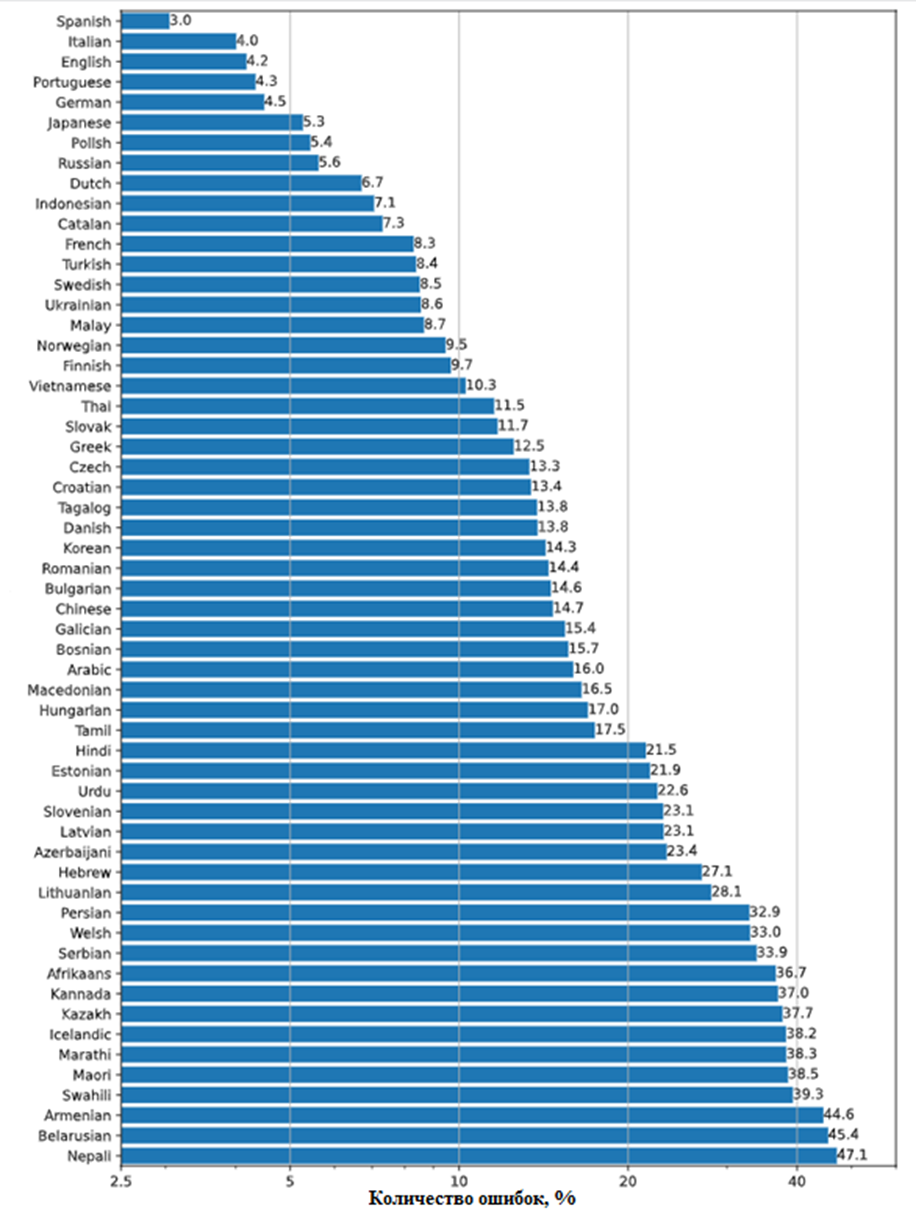 Spanish 3.0
Italian 4.0
English 4.2
Portuguese 4.3
German 4.5
Japanese 5.3
Polish 5.4
Russian 5.6
Dutch 6.7
Indonesian 7.1
Catalan 7.3
French 8.3
Turkish 8.4
Swedish 8.5
Ukrainian 8.6
Malay 8.7
Norwegian 9.5
Finnish 9.7
Vietnamese 10.3
Thai 11.5
Slovak 11.7
Greek 12.5
Czech 13.3
Croatian 13.4
Tagalog 13.8
Danish 13.8
Korean 14.3
Romanian 14.4
Bulgarian 14.6
Chinese 14.7
Galician 15.4
Bosnian 15.7
Arabic 16.0
Macedonian 16.5
Hungarian 17.0
Tamil 17.5
Hindi 21.5
Estonian 21.9
Urdu 22.6
Slovenian 23.1
Latvian 23.1
Azerbaijani 23.4
Hebrew 27.1
Lithuanian 28.1
Persian 32.9
Welsh 33.0
Serbian 33.9
Afrikaans 36.7
Kannada 37.0
Kazakh 37.7
Icelandic 38.2
Marathi 38.3
Maori 38.5
Swahili 39.3
Armenian 44.6
Belarusian 45.4
Nepali 47.1
2.5 5 10 20 40
Количество ошибок, %